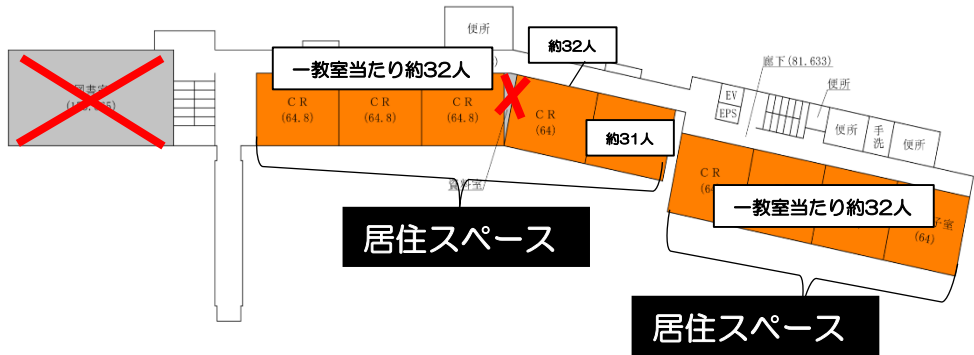 便所
約32人
一教室当たり約32人
廊下(81.633)
便所
EV
EPS
便所
手洗
便所
ＣＲ
(64.8)
ＣＲ
(64.8)
ＣＲ
(64.8)
ＣＲ
(64)
約31人
ＣＲ
一教室当たり約32人
(64)
居住スペース
居住スペース